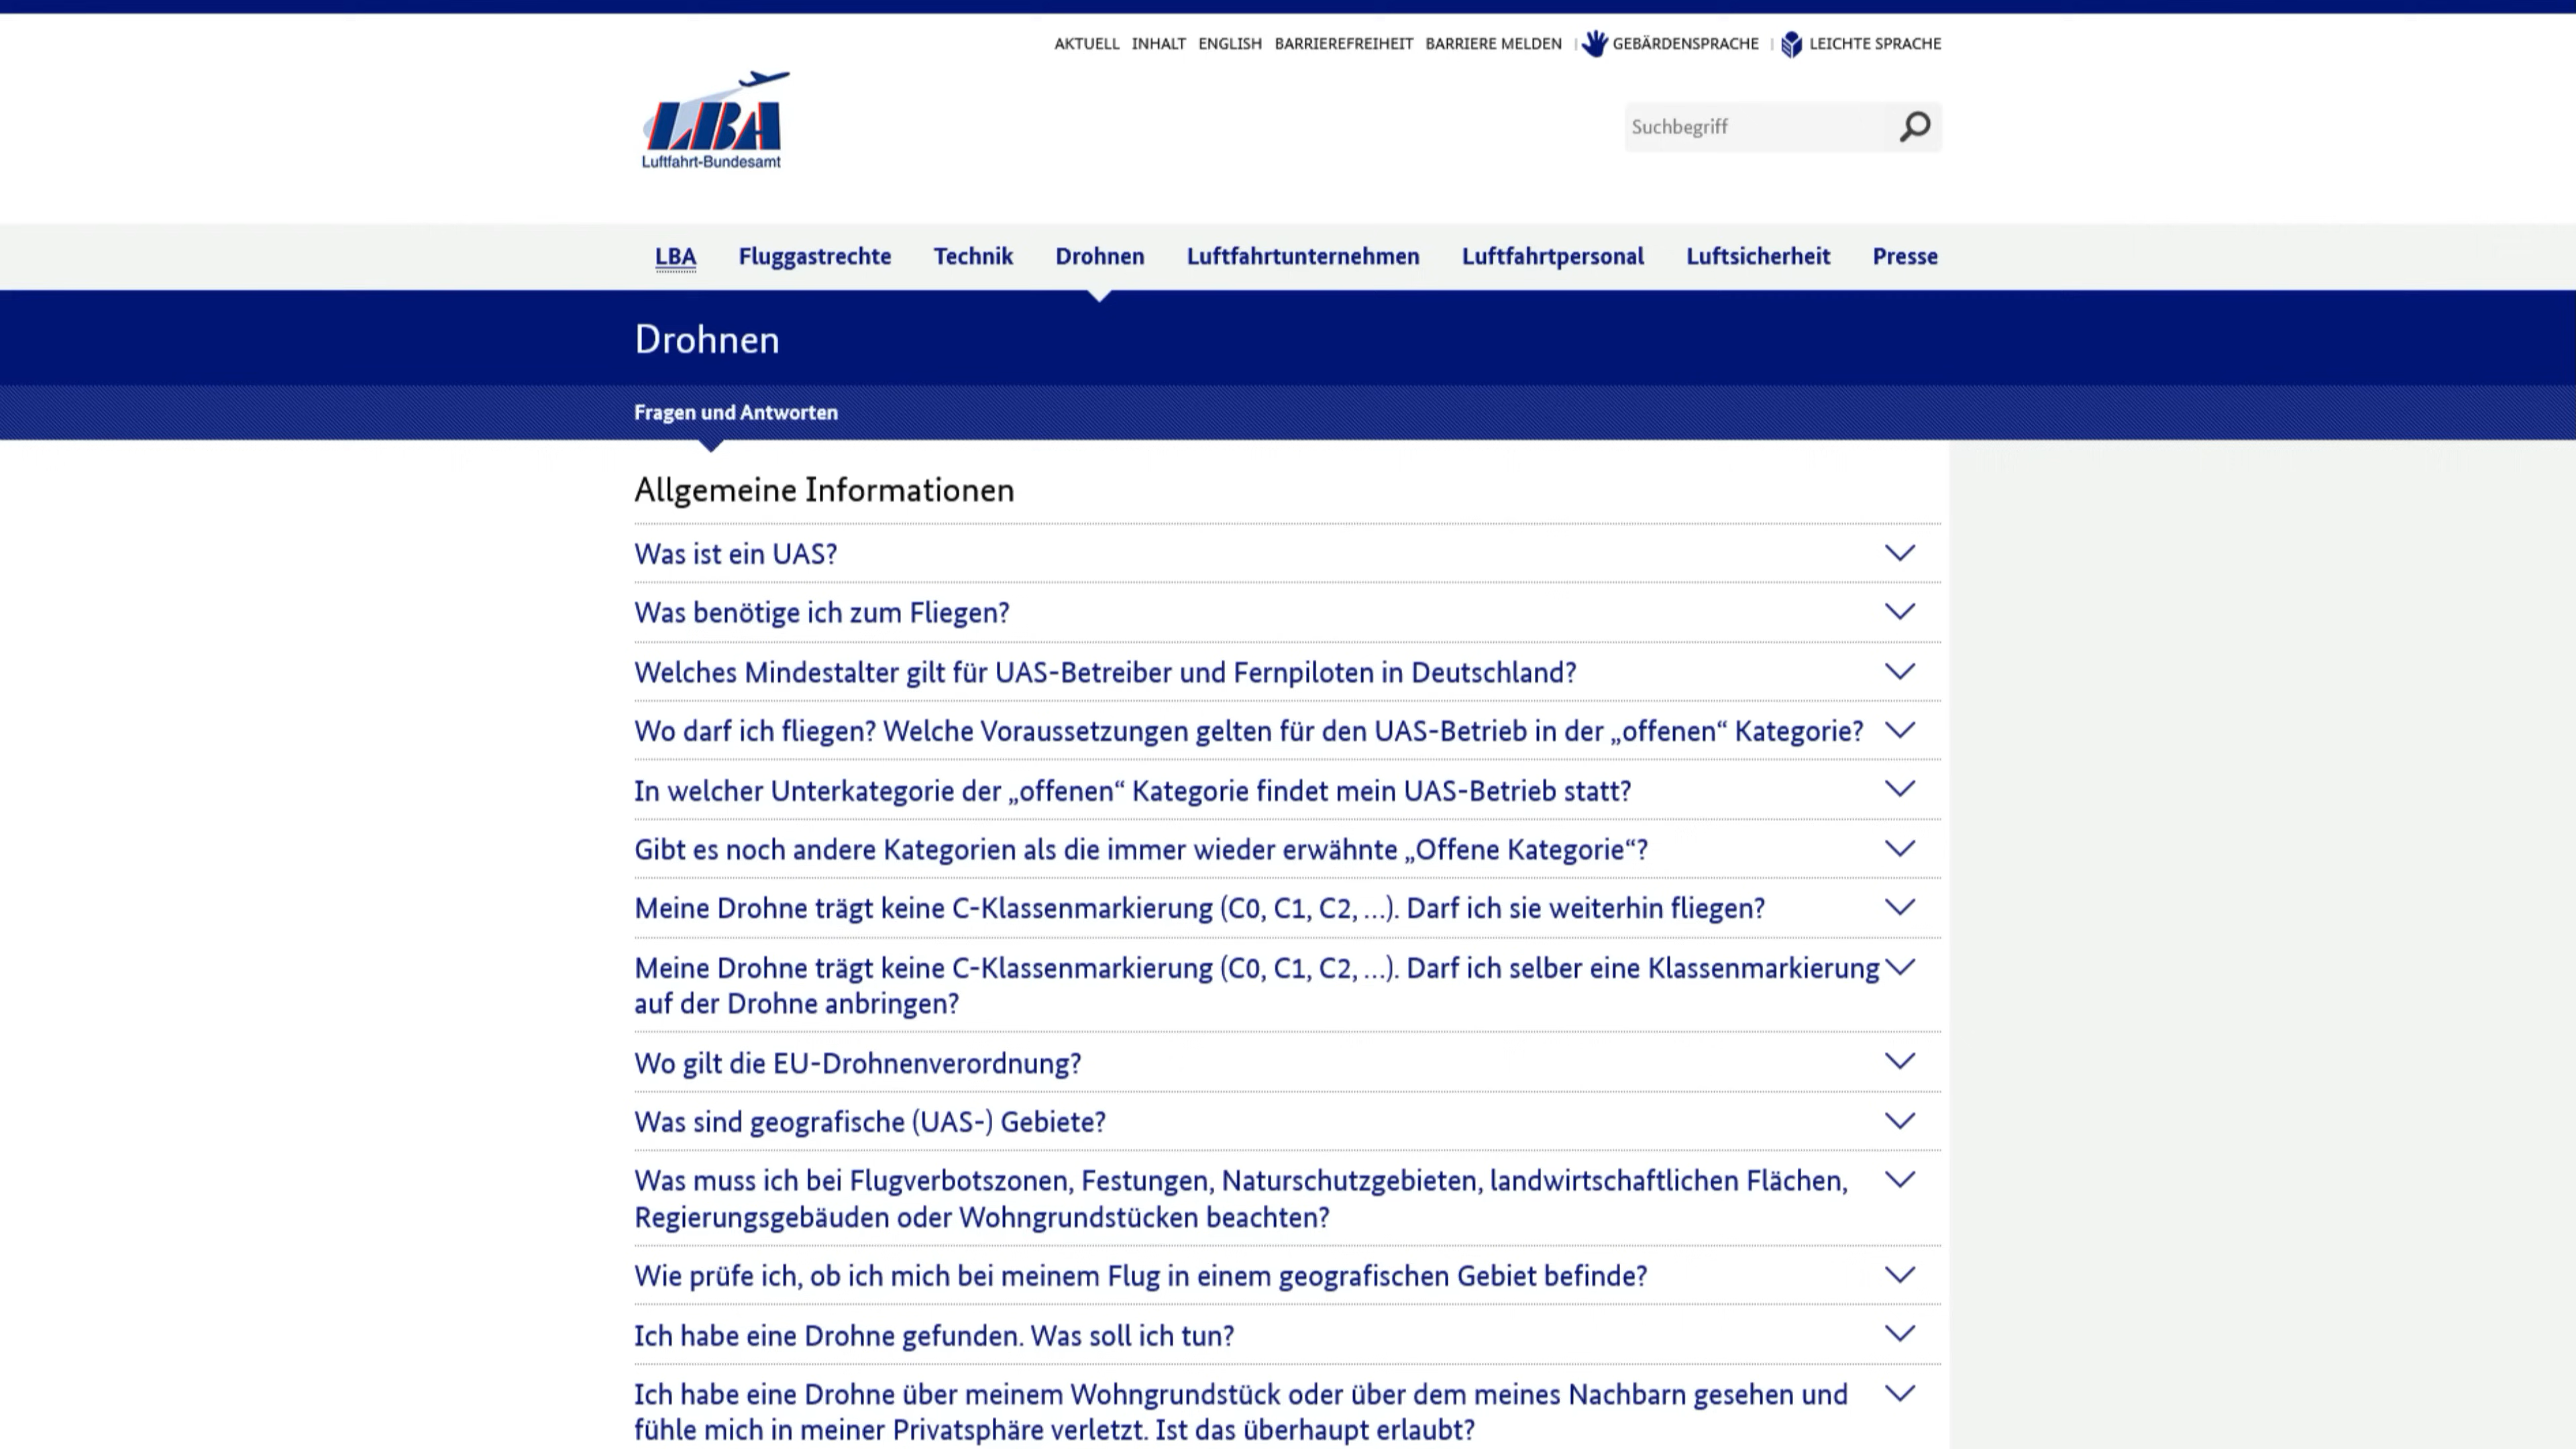 AKTUELL INHALT ENGLISH BARRIEREFREIHEIT BARRIERE MELDEN | GEBÄRDENSPRACHE | LEICHTE SPRACHE
LBA
Luftfahrt-Bundesamt
Suchbegriff
LBA Fluggastrechte Technik Drohnen Luftfahrtunternehmen Luftfahrtpersonal Luftsicherheit Presse
Drohnen
Fragen und Antworten
Allgemeine Informationen
Was ist ein UAS?
Was benötige ich zum Fliegen?
Welches Mindestalter gilt für UAS-Betreiber und Fernpiloten in Deutschland?
Wo darf ich fliegen? Welche Voraussetzungen gelten für den UAS-Betrieb in der „offenen“ Kategorie?
In welcher Unterkategorie der „offenen“ Kategorie findet mein UAS-Betrieb statt?
Gibt es noch andere Kategorien als die immer wieder erwähnte „Offene Kategorie“?
Meine Drohne trägt keine C-Klassenmarkierung (C0, C1, C2, …). Darf ich sie weiterhin fliegen?
Meine Drohne trägt keine C-Klassenmarkierung (C0, C1, C2, …). Darf ich selber eine Klassenmarkierung
auf der Drohne anbringen?
Wo gilt die EU-Drohnenverordnung?
Was sind geografische (UAS-) Gebiete?
Was muss ich bei Flugverbotszonen, Festungen, Naturschutzgebieten, landwirtschaftlichen Flächen,
Regierungsgebäuden oder Wohngrundstücken beachten?
Wie prüfe ich, ob ich mich bei meinem Flug in einem geografischen Gebiet befinde?
Ich habe eine Drohne gefunden. Was soll ich tun?
Ich habe eine Drohne über meinem Wohngrundstück oder über dem meines Nachbarn gesehen und
fühle mich in meiner Privatsphäre verletzt. Ist das überhaupt erlaubt?